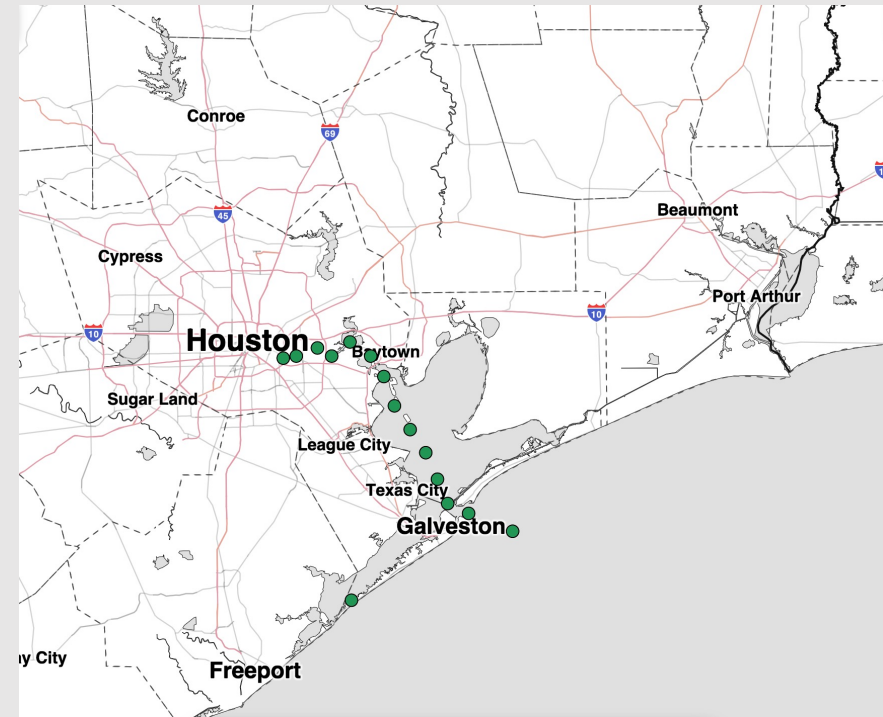 Conroe
69
45
Beaumont
Cypress
Port Arthur
10
10
Houston
Baytown
Sugar Land
League City
Texas City
Galveston
y City
Freeport